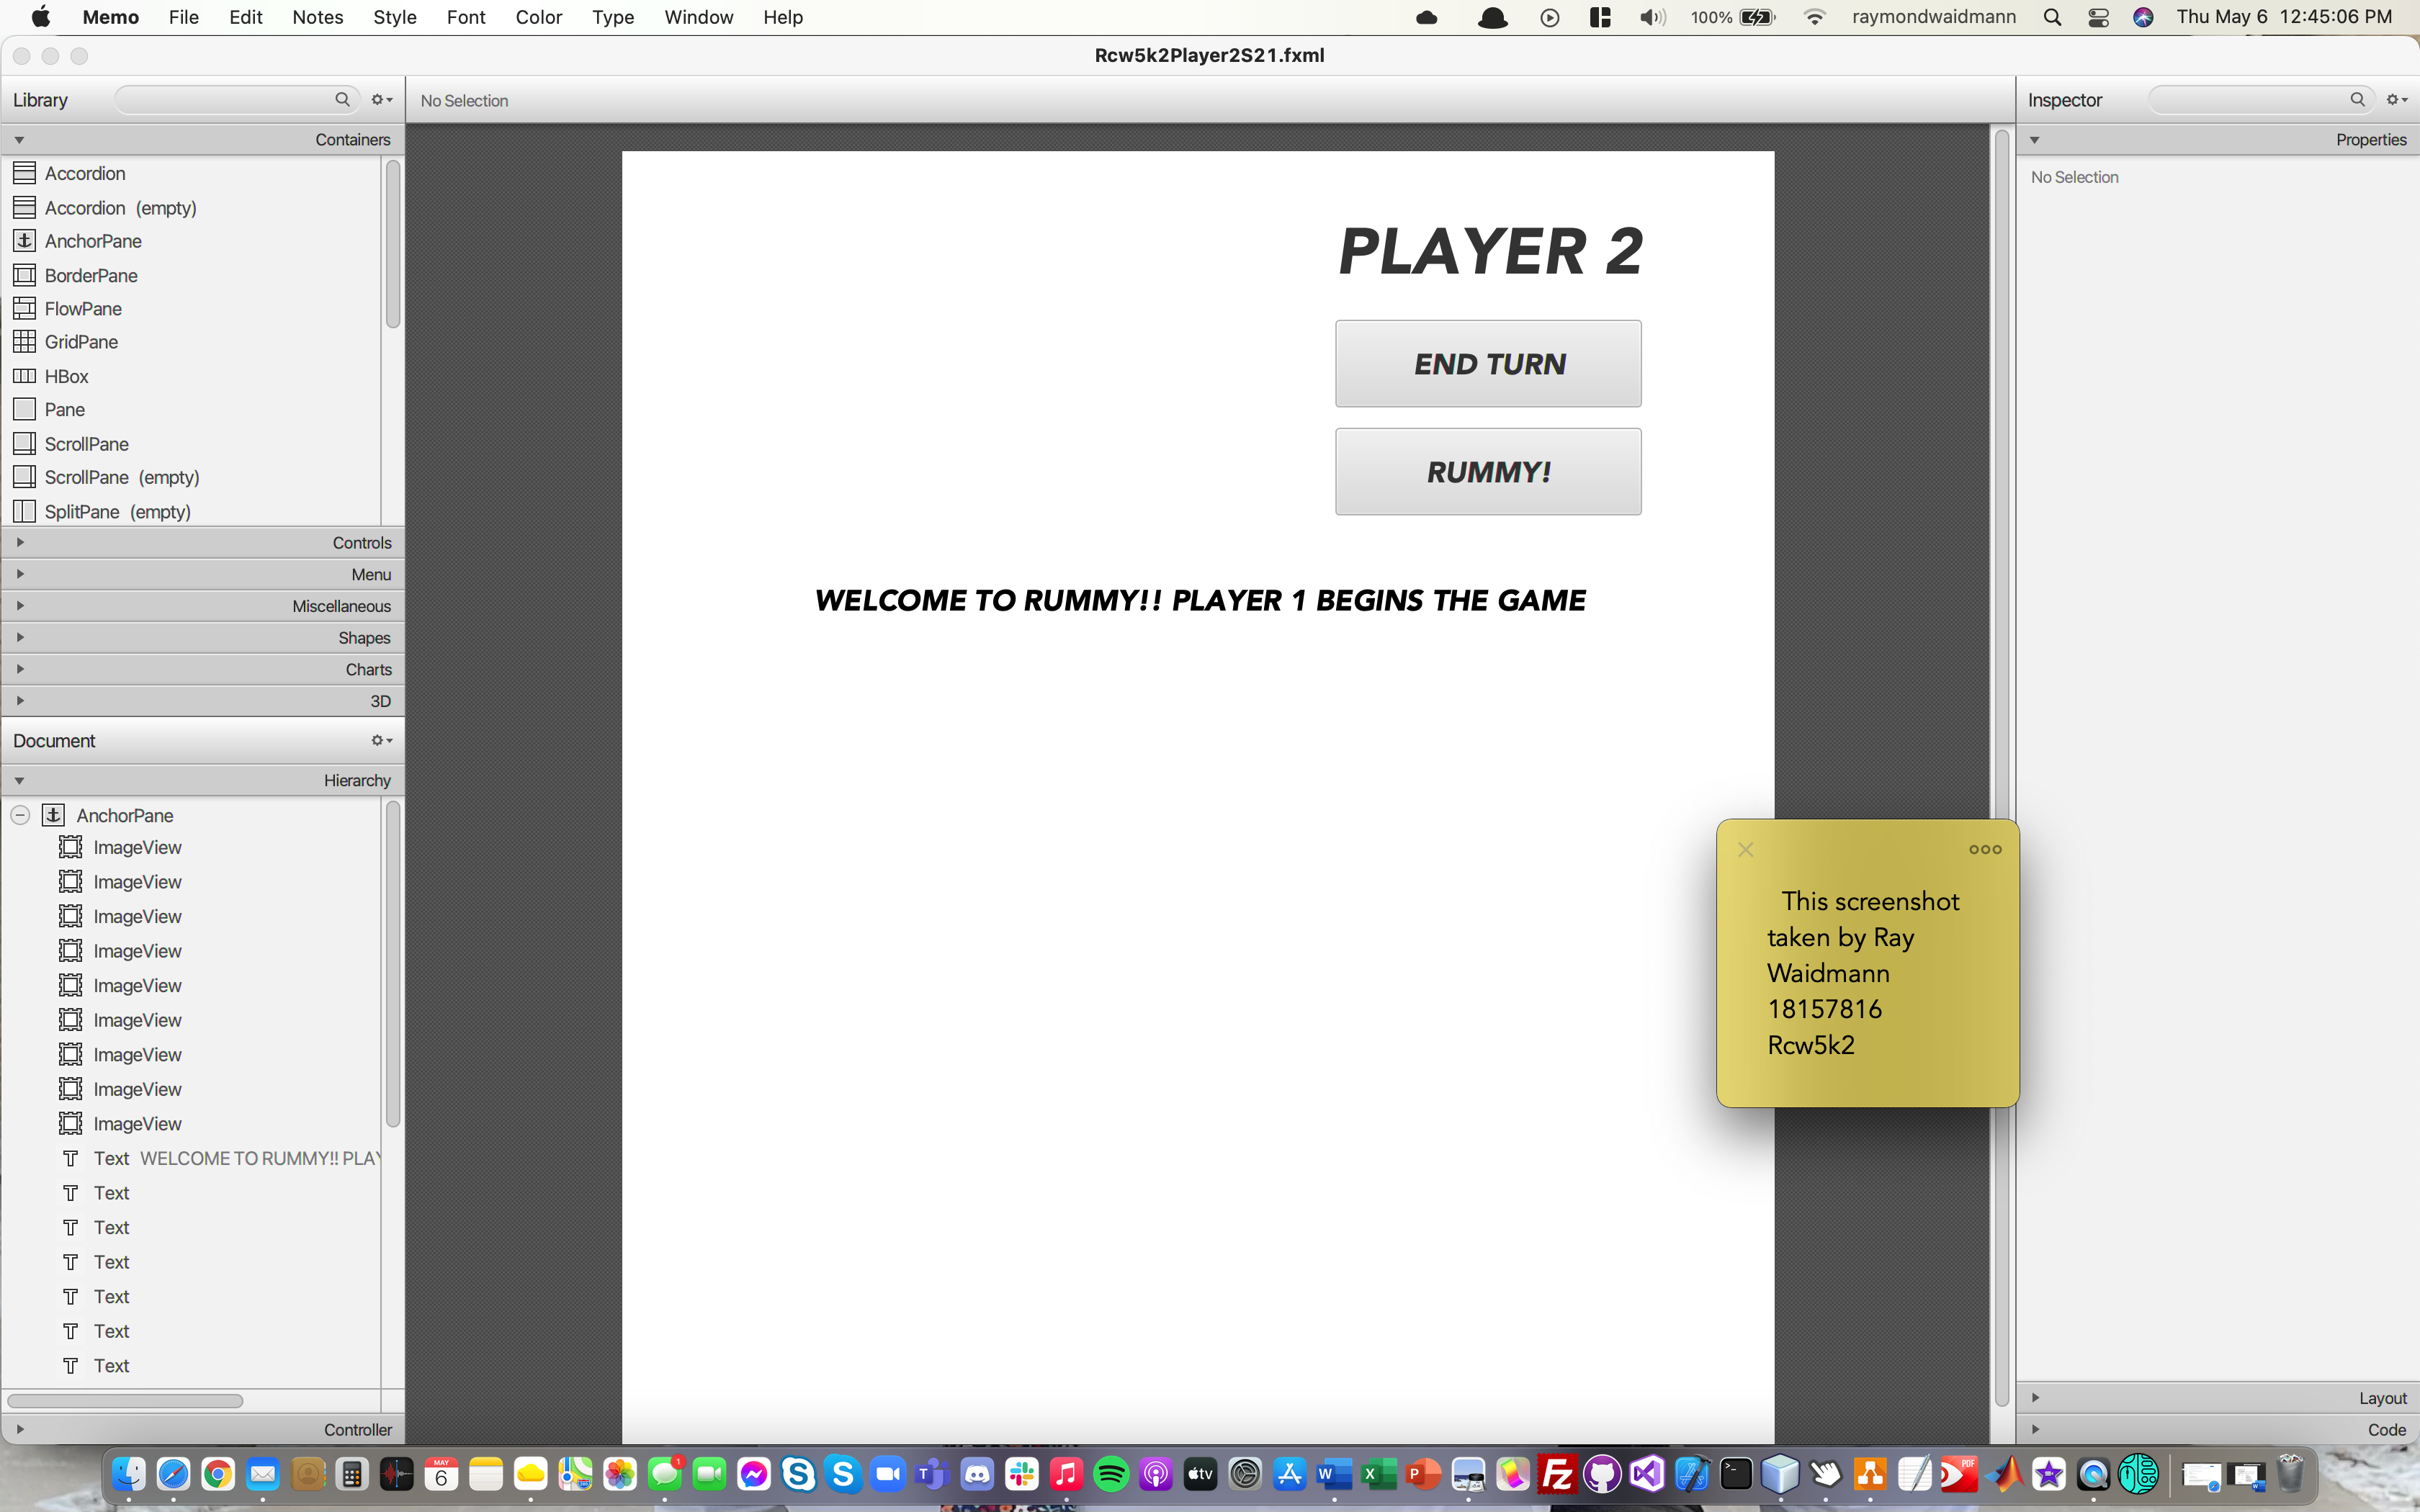 Memo File Edit Notes Style Font Color Type Window Help 100% raymondwaidmann Thu May 6 12:45:06 PM
Rcw5k2Player2S21.fxml
Library
No Selection
Inspector
Containers
Properties
Accordion
No Selection
Accordion (empty)
AnchorPane
BorderPane
FlowPane
GridPane
HBox
Pane
ScrollPane
ScrollPane (empty)
SplitPane (empty)
Controls
Menu
Miscellaneous
Shapes
Charts
3D
Document
Hierarchy
AnchorPane
ImageView
ImageView
ImageView
ImageView
ImageView
ImageView
ImageView
ImageView
ImageView
Text WELCOME TO RUMMY!! PLAY
Text
Text
Text
Text
Text
Text
Controller
PLAYER 2
END TURN
RUMMY!
WELCOME TO RUMMY!! PLAYER 1 BEGINS THE GAME
This screenshot
taken by Ray
Waidmann
18157816
Rcw5k2
Layout
Code
MAY
6
1
tv
W
X
P
Fz
PDF